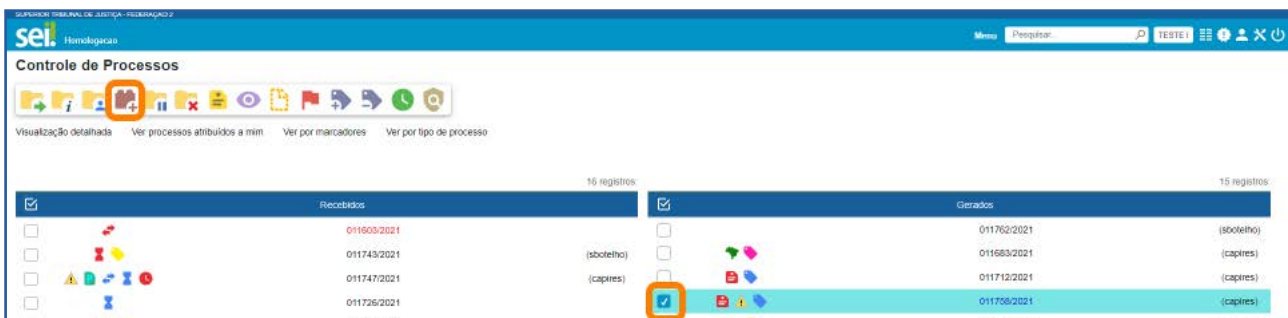 SUPERIOR TRIBUNAL DE JUSTIÇA - FEDERAÇÃO 2
sei! Homologacao
Menu Pesquisar... TESTE I
Controle de Processos
Visualização detalhada Ver processos atribuídos a mim Ver por marcadores Ver por tipo de processo
16 registros: 15 registros:
Recebidos Gerados
011603/2021 011762/2021 (sbotelho)
011743/2021 (sbotelho) 011683/2021 (capires)
011747/2021 (capires) 011712/2021 (capires)
011726/2021 011758/2021 (capires)